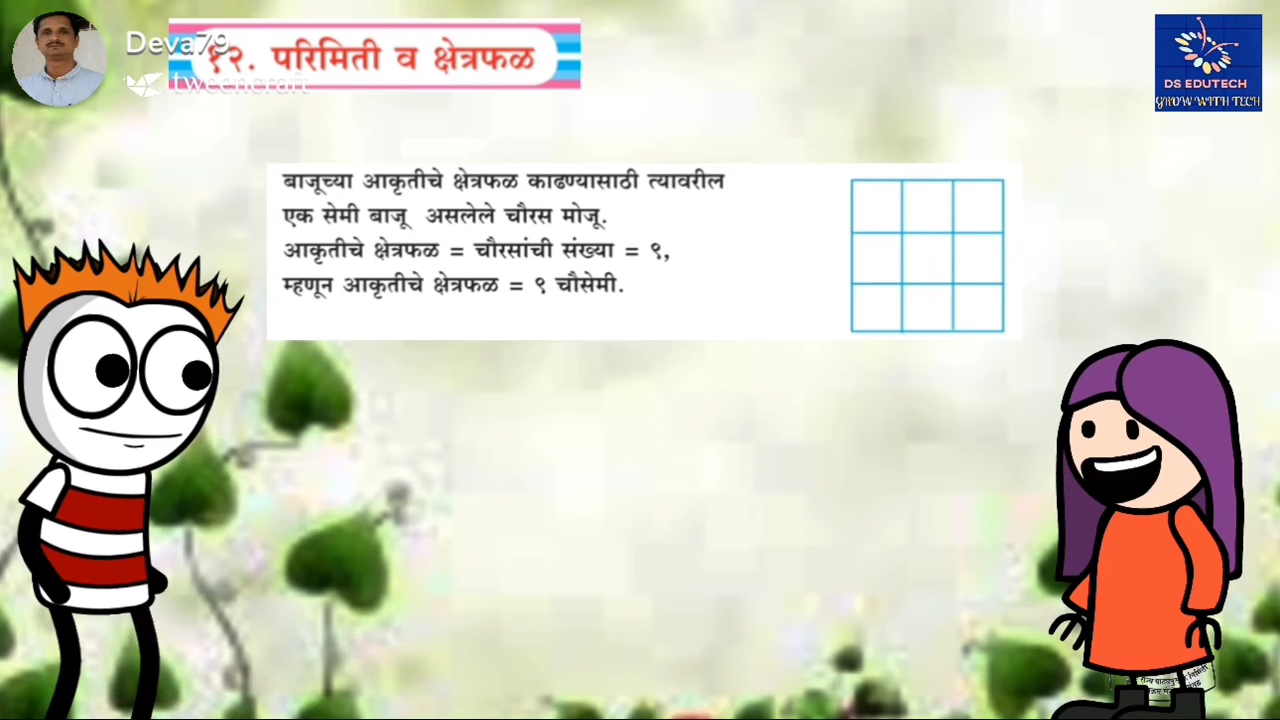 Deva79
tweencraft
१२. परिमिती व क्षेत्रफळ
DS EDUTECH
GROW WITH TECH
बाजूच्या आकृतीचे क्षेत्रफळ काढण्यासाठी त्यावरील
एक सेमी बाजू असलेले चौरस मोजू.
आकृतीचे क्षेत्रफळ = चौरसांची संख्या = ९,
म्हणून आकृतीचे क्षेत्रफळ = ९ चौसेमी.